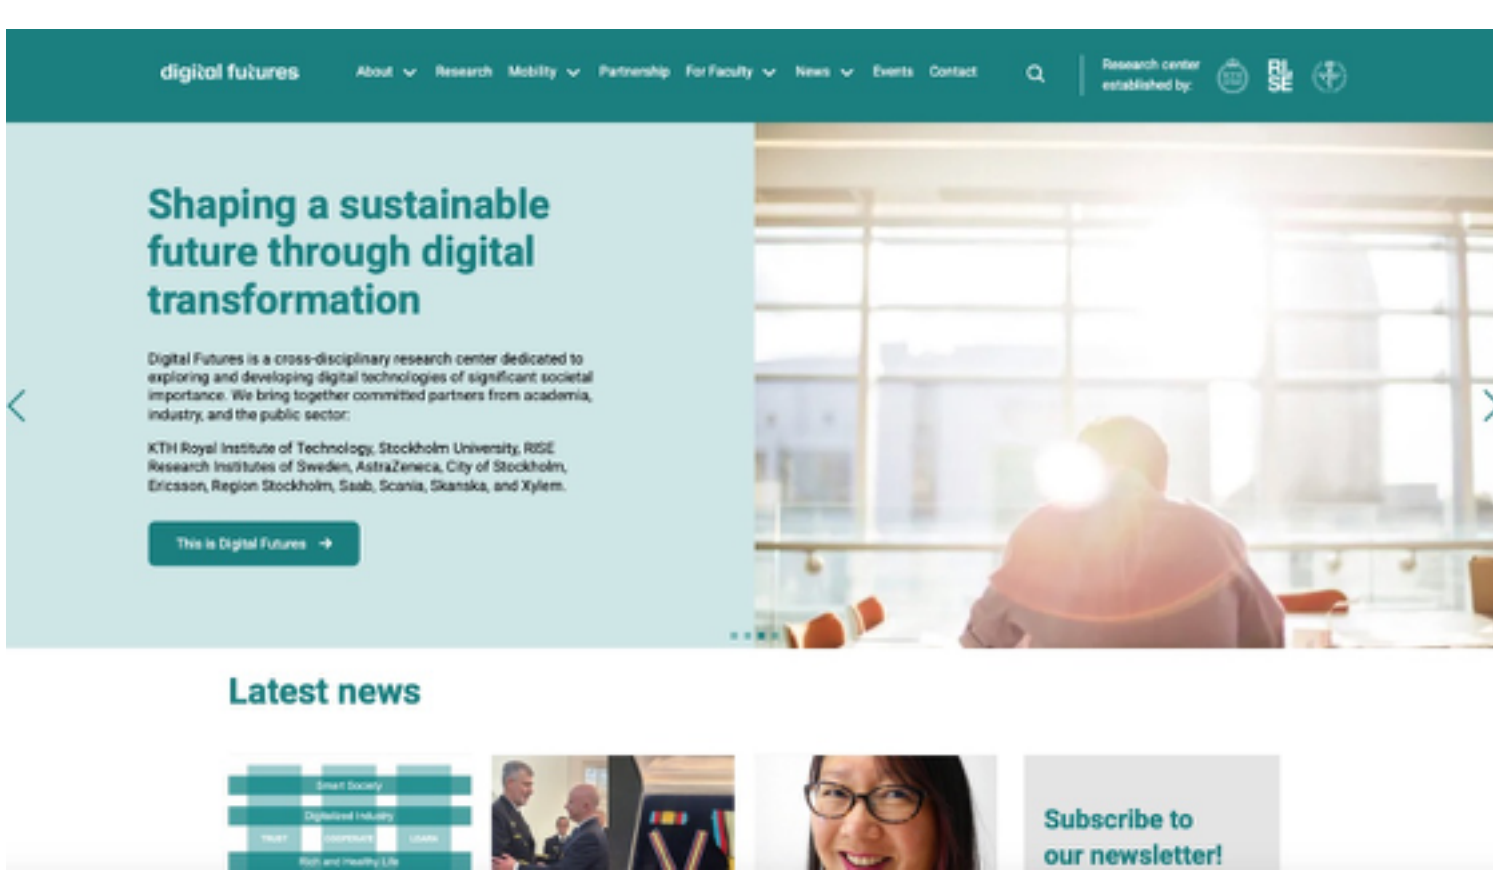 digital futures
About
Research
Mobility
Partnership
For Faculty
News
Events
Contact
Research center
established by:
RI.
SE
Shaping a sustainable
future through digital
transformation
Digital Futures is a cross-disciplinary research center dedicated to
exploring and developing digital technologies of significant societal
importance. We bring together committed partners from academia,
industry, and the public sector:
KTH Royal Institute of Technology, Stockholm University, RISE
Research Institutes of Sweden, AstraZeneca, City of Stockholm,
Ericsson, Region Stockholm, Saab, Scania, Skanska, and Xylem.
This is Digital Futures →
Latest news
Smart Society
Digitalized Industry
TRUST
COOPERATE
LEARN
Rich and Healthy Life
Subscribe to
our newsletter!